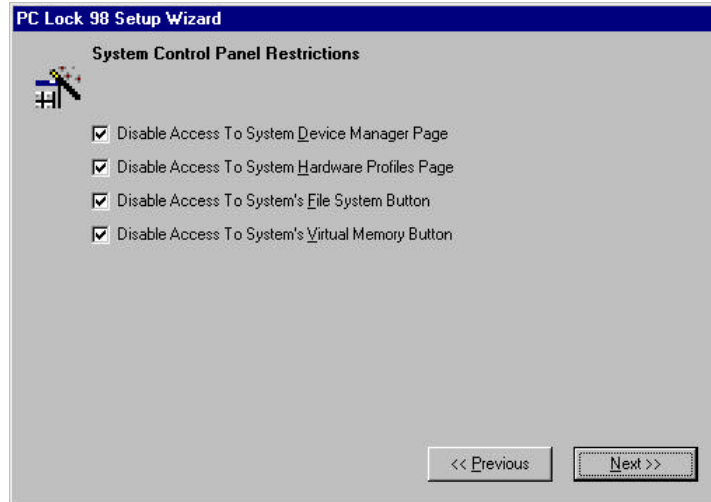 PC Lock 98 Setup Wizard
System Control Panel Restrictions
Disable Access To System Device Manager Page
Disable Access To System Hardware Profiles Page
Disable Access To System's File System Button
Disable Access To System's Virtual Memory Button
<< Previous
Next >>